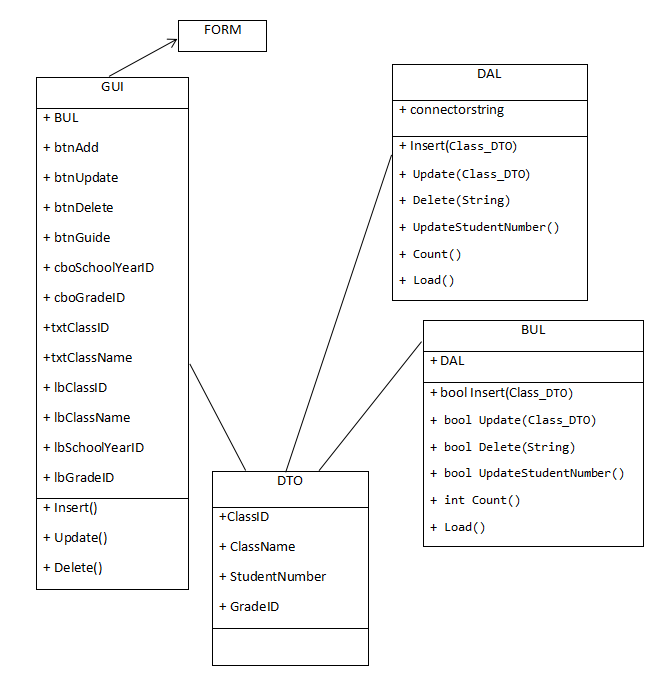 FORM
GUI
+ BUL
+ btnAdd
+ btnUpdate
+ btnDelete
+ btnGuide
+ cboSchoolYearID
+ cboGradeID
+txtClassID
+txtClassName
+ lbClassID
+ lbClassName
+ lbSchoolYearID
+ lbGradeID
+ Insert()
+ Update()
+ Delete()
DAL
+ connectorstring
+ Insert(Class_DTO)
+ Update(Class_DTO)
+ Delete(String)
+ UpdateStudentNumber()
+ Count()
+ Load()
BUL
+ DAL
+ bool Insert(Class_DTO)
+ bool Update(Class_DTO)
+ bool Delete(String)
+ bool UpdateStudentNumber()
+ int Count()
+ Load()
DTO
+ClassID
+ ClassName
+ StudentNumber
+ GradeID